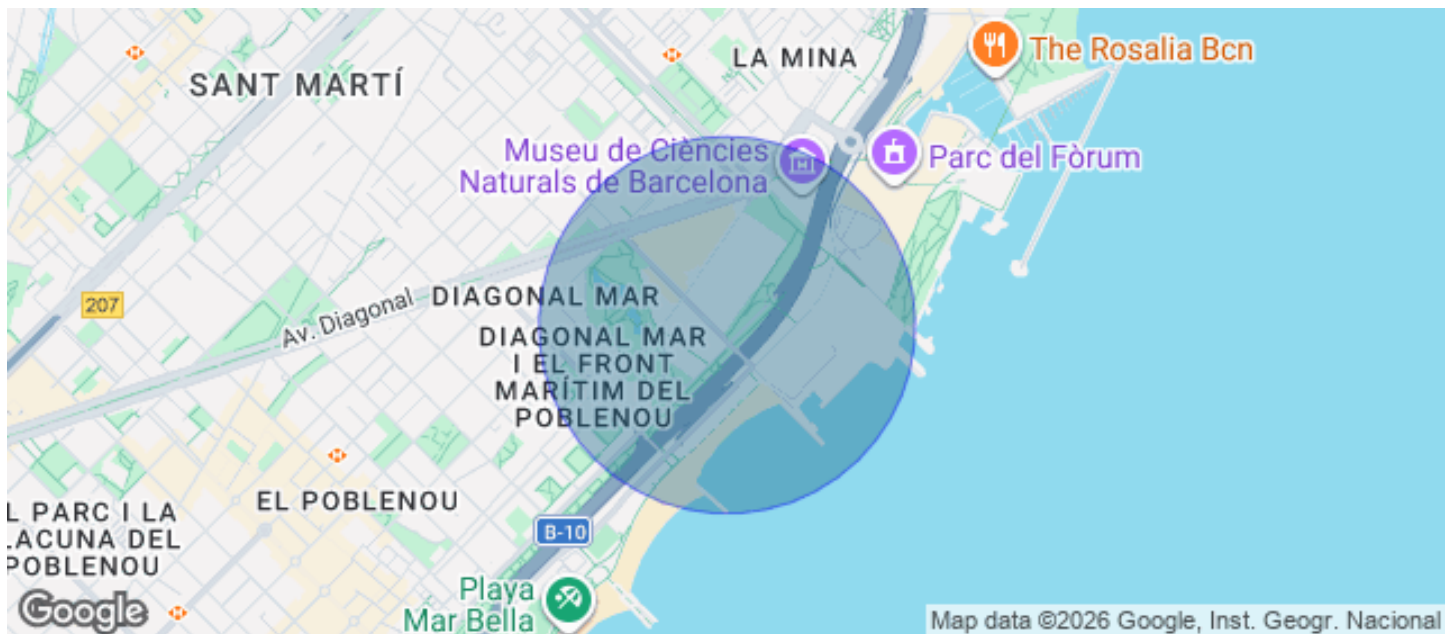 LA MINA
The Rosalia Bcn
SANT MARTÍ
Museu de Ciències
Naturals de Barcelona
Parc del Fòrum
207
Av. Diagonal
DIAGONAL MAR
DIAGONAL MAR
I EL FRONT
MARÍTIM DEL
POBLENOU
EL POBLENOU
L PARC I LA
LACUNA DEL
POBLENOU
B-10
Playa
Mar Bella
Google
Map data ©2026 Google, Inst. Geogr. Nacional